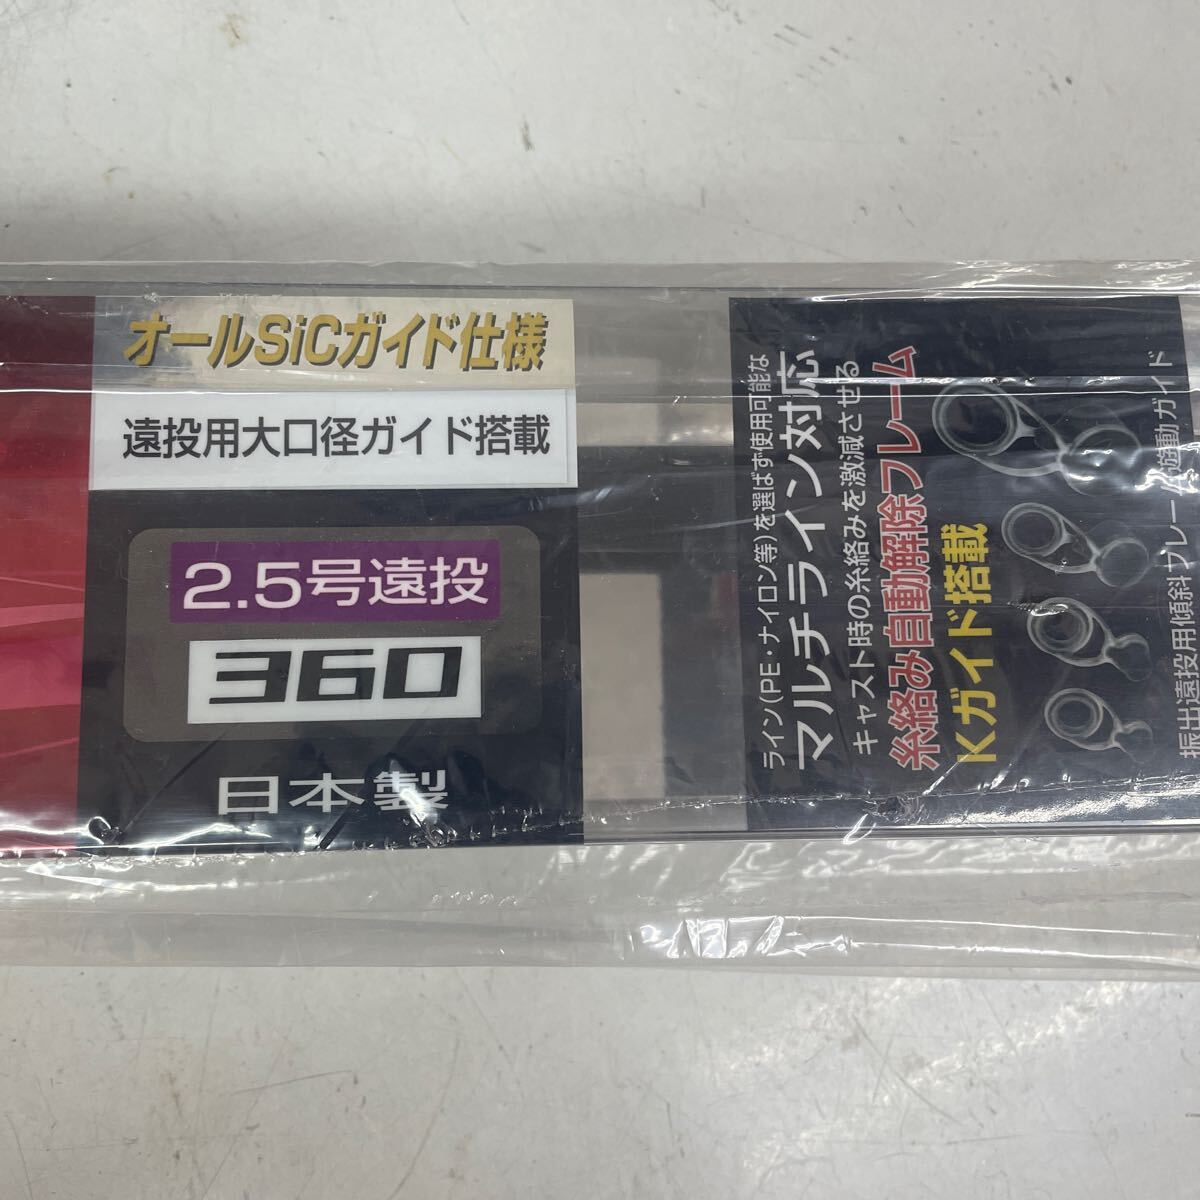 オールSiCガイド仕様
遠投用大口径ガイド搭載
2.5号遠投
360
日本製
ライン(PE・ナイロン等)を選ばず使用可能な
マルチライン対応
キャスト時の糸絡みを激減させる
糸絡み自動解除フレーム
Kガイド搭載
振出遠投用傾斜フレーム遊動ガイド